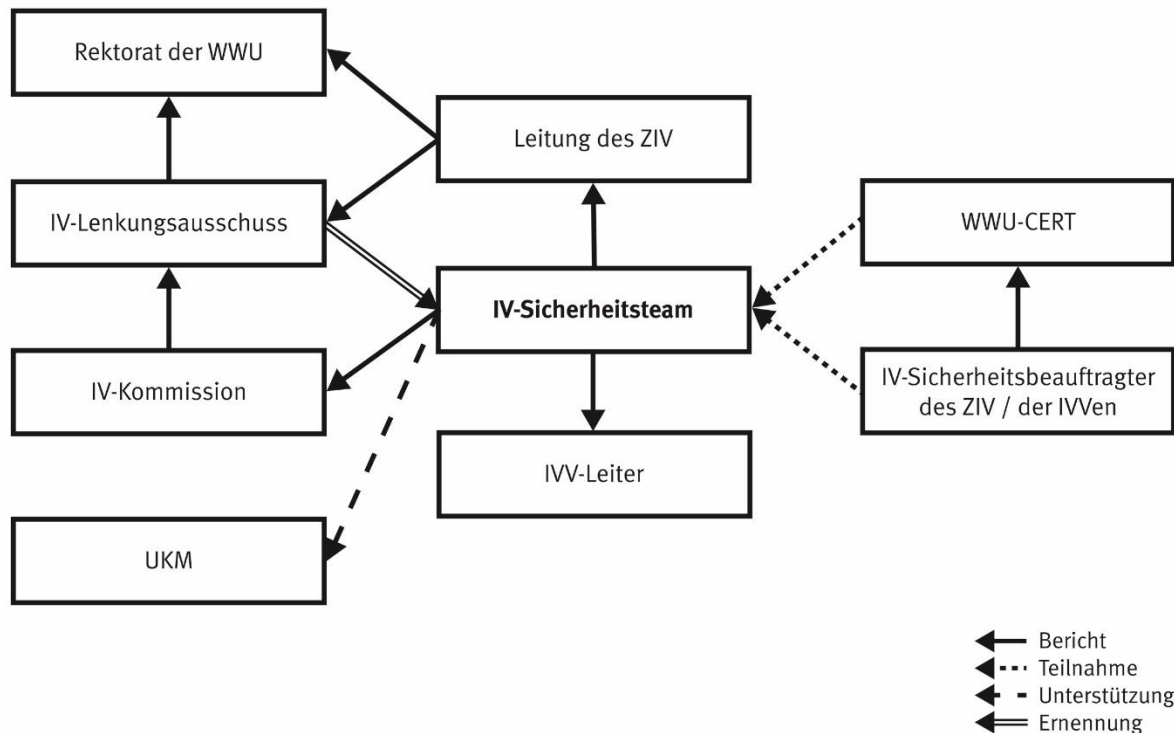 Rektorat der WWU
Leitung des ZIV
IV-Lenkungsausschuss
WWU-CERT
IV-Sicherheitsteam
IV-Kommission
IV-Sicherheitsbeauftragter
des ZIV / der IVVen
IVV-Leiter
UKM
Bericht
Teilnahme
Unterstützung
Ernennung